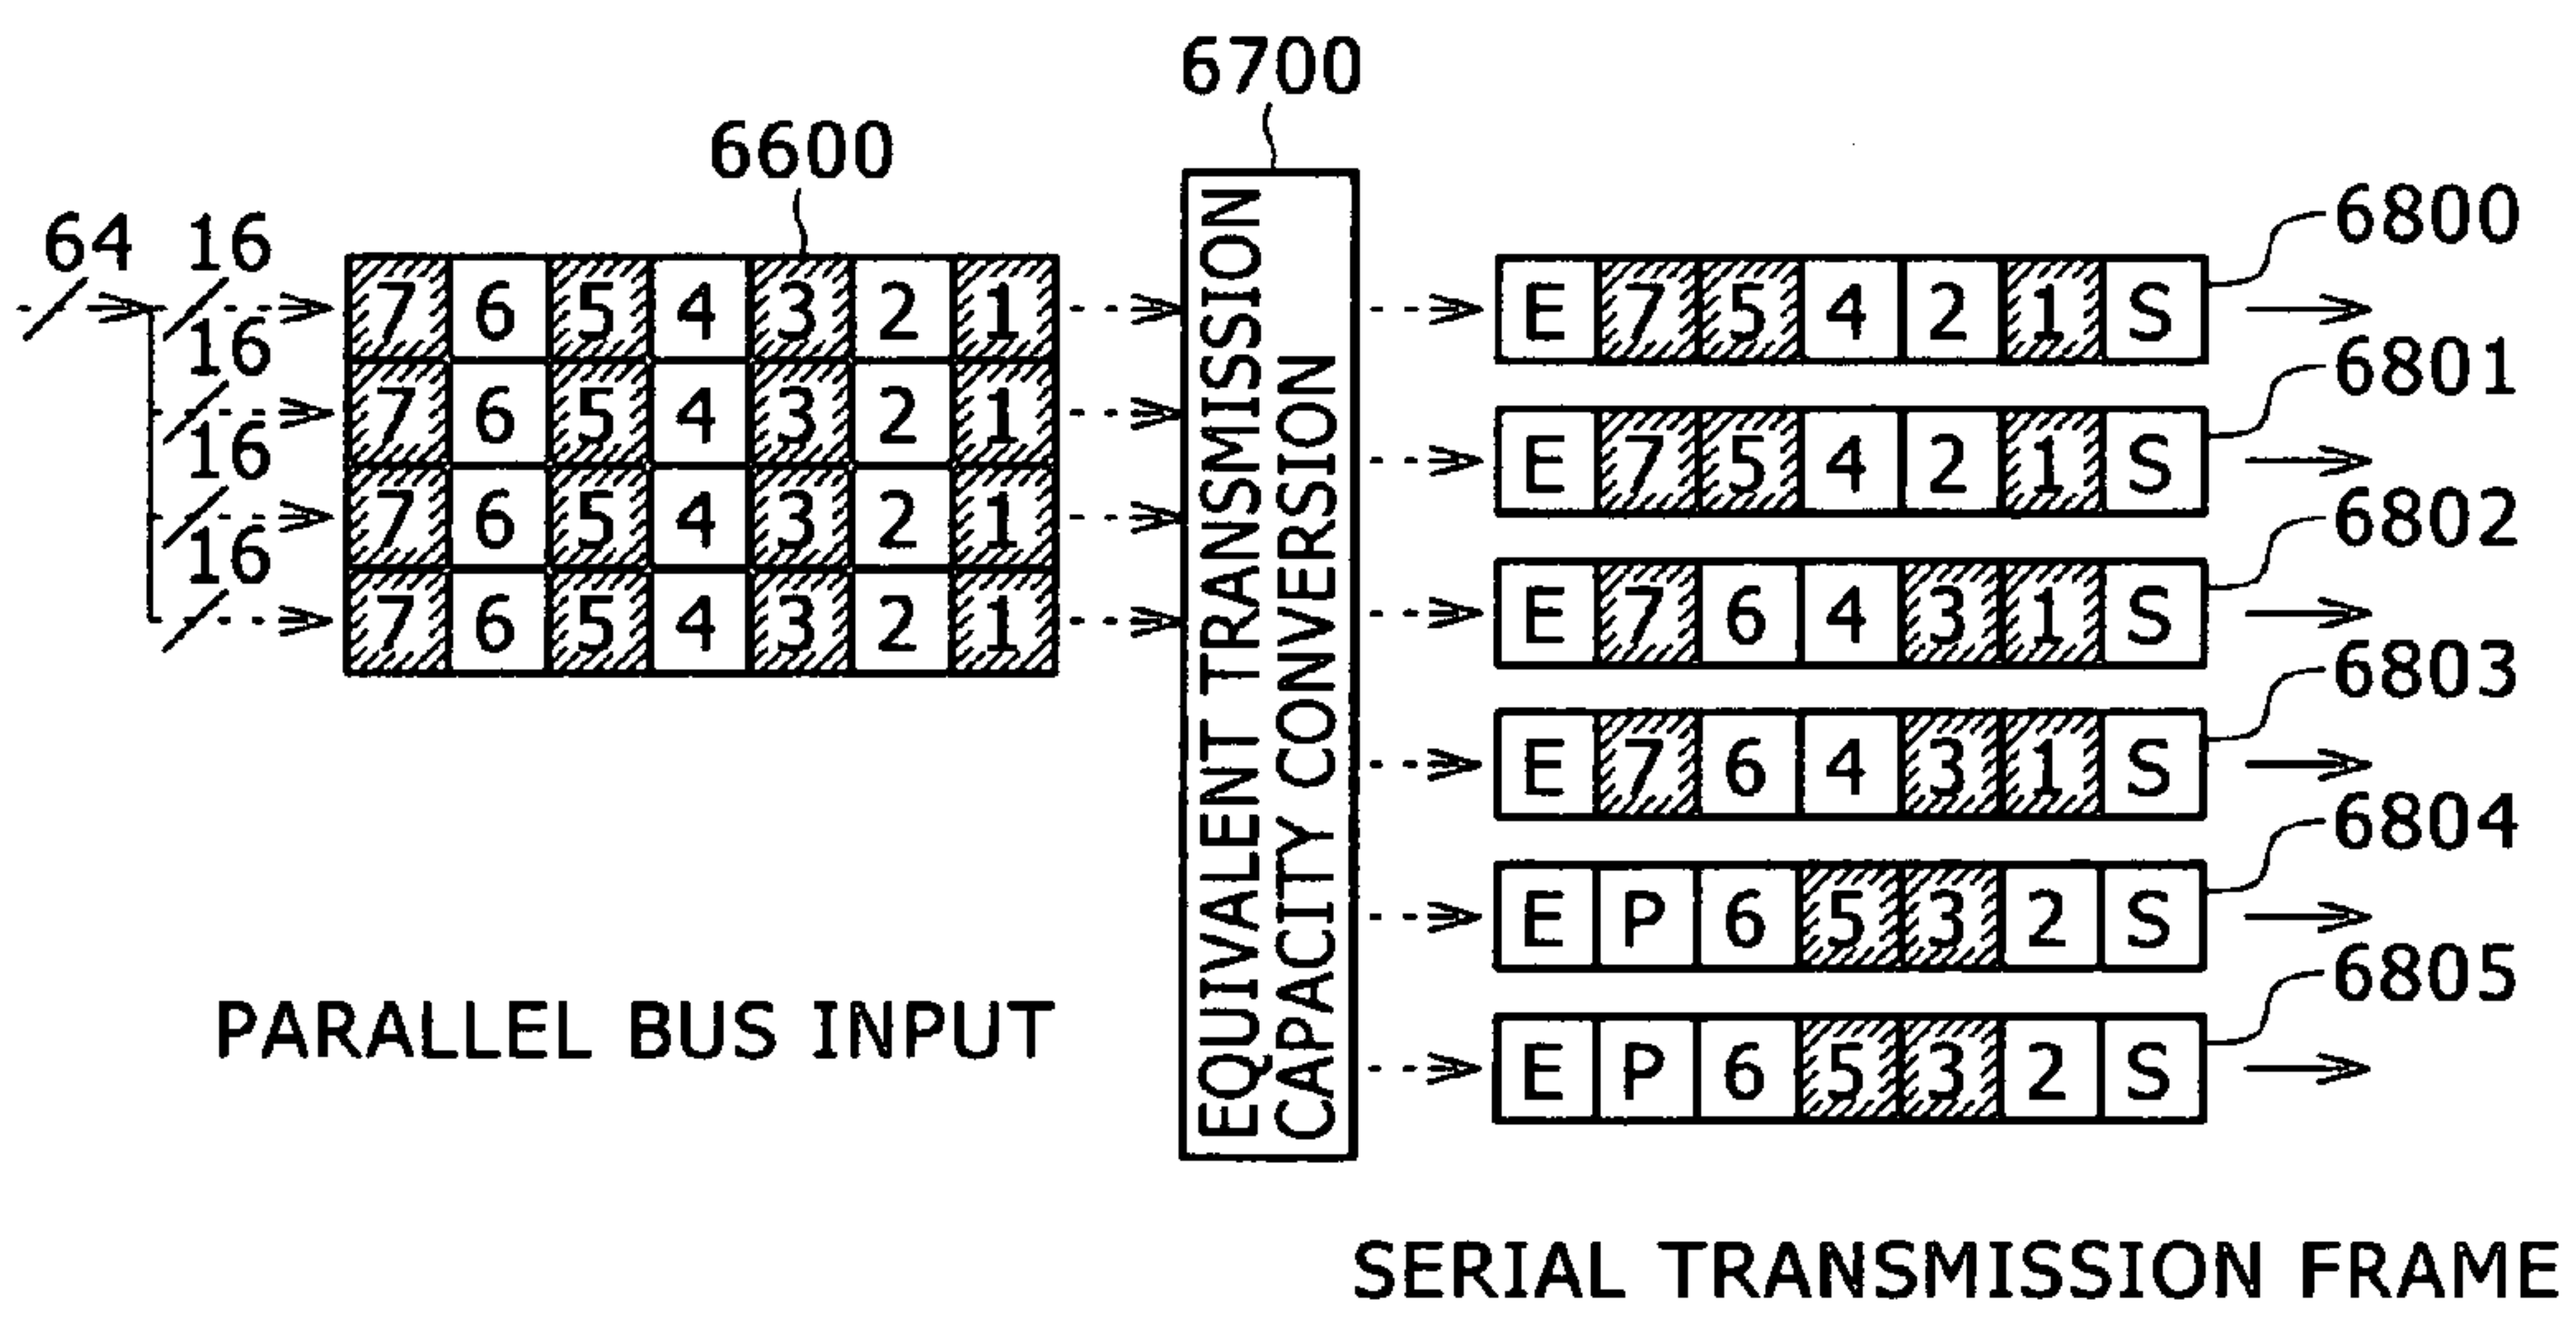 6700
6600
64 16
7 6 5 4 3 2 1
16
7 6 5 4 3 2 1
16
7 6 5 4 3 2 1
16
7 6 5 4 3 2 1
PARALLEL BUS INPUT
EQUIVALENT TRANSMISSION
CAPACITY CONVERSION
6800
E 7 5 4 2 1 S
6801
E 7 5 4 2 1 S
6802
E 7 6 4 3 1 S
6803
E 7 6 4 3 1 S
6804
E P 6 5 3 2 S
6805
E P 6 5 3 2 S
SERIAL TRANSMISSION FRAME